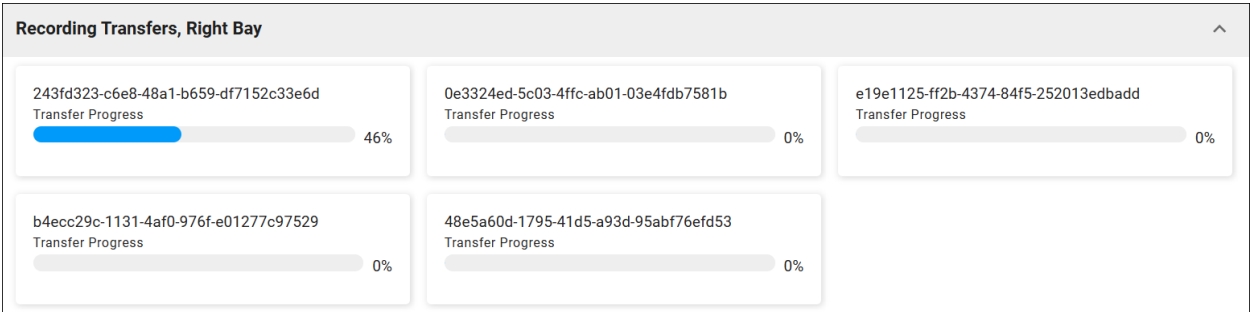 Recording Transfers, Right Bay
243fd323-c6e8-48a1-b659-df7152c33e6d
Transfer Progress
46%
0e3324ed-5c03-4ffc-ab01-03e4fdb7581b
Transfer Progress
0%
e19e1125-ff2b-4374-84f5-252013edbadd
Transfer Progress
0%
b4ecc29c-1131-4af0-976f-e01277c97529
Transfer Progress
0%
48e5a60d-1795-41d5-a93d-95abf76efd53
Transfer Progress
0%